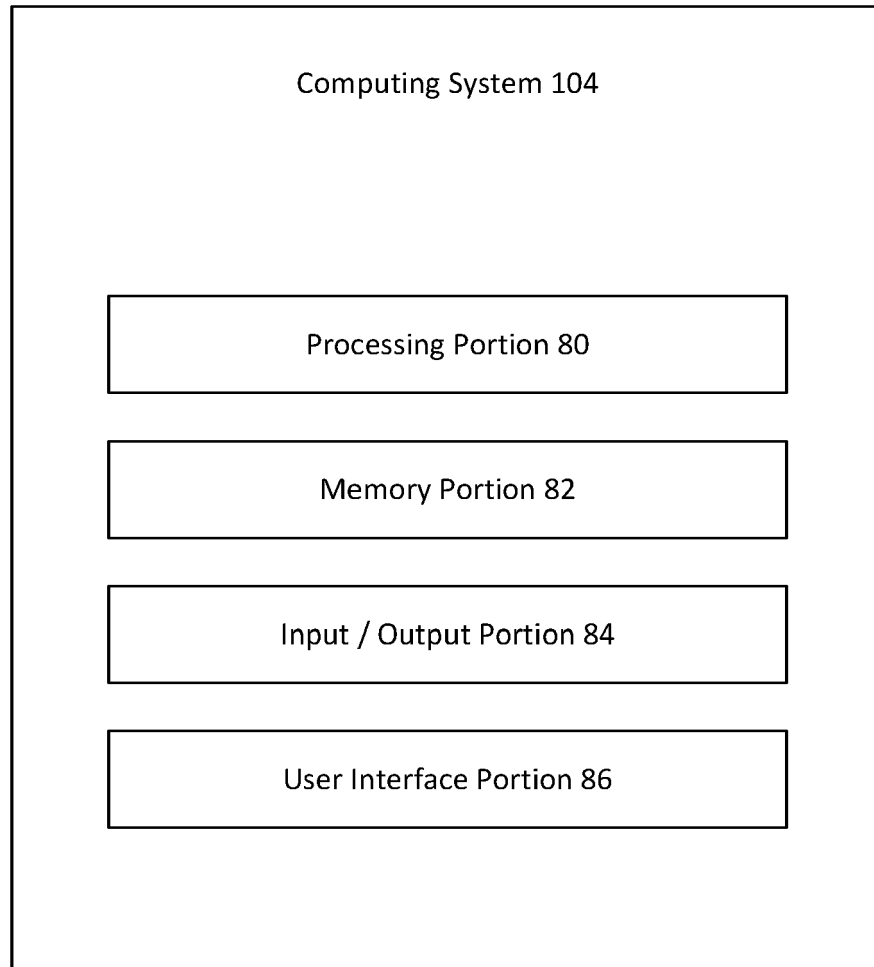 Computing System 104
Processing Portion 80
Memory Portion 82
Input / Output Portion 84
User Interface Portion 86